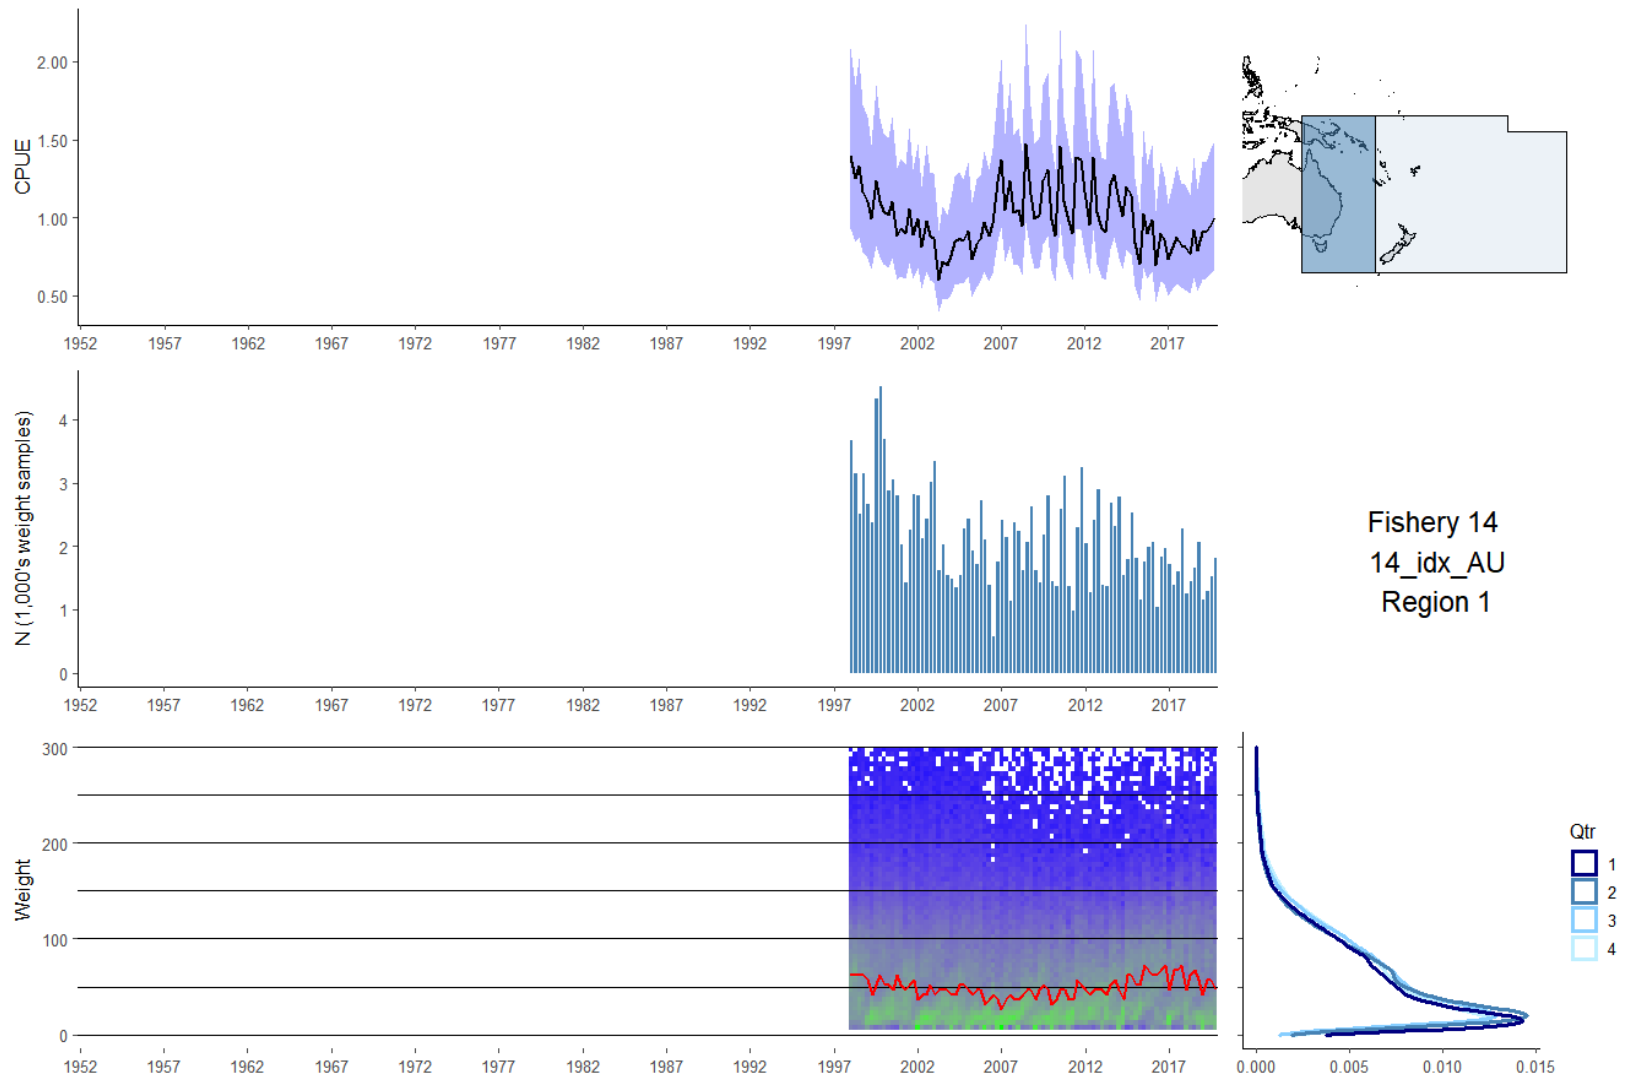 CPUE
2.00
1.50
1.00
0.50
1952 1957 1962 1967 1972 1977 1982 1987 1992 1997 2002 2007 2012 2017
N (1,000's weight samples)
4
3
2
1
0
1952 1957 1962 1967 1972 1977 1982 1987 1992 1997 2002 2007 2012 2017
Fishery 14
14_idx_AU
Region 1
Weight
300
200
100
0
1952 1957 1962 1967 1972 1977 1982 1987 1992 1997 2002 2007 2012 2017
0.000 0.005 0.010 0.015
Qtr
1
2
3
4